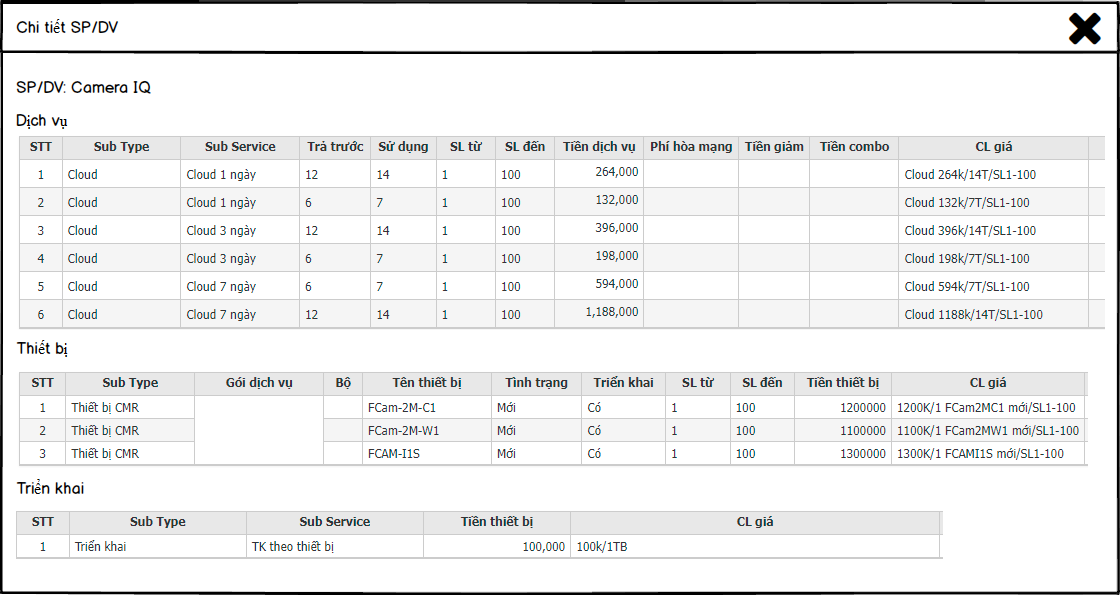 Chi tiết SP/DV
SP/DV: Camera IQ
Dịch vụ
STT Sub Type Sub Service Trả trước Sử dụng SL từ SL đến Tiền dịch vụ Phí hòa mạng Tiền giảm Tiền combo CL giá
1 Cloud Cloud 1 ngày 12 14 1 100 264,000 Cloud 264k/14T/SL1-100
2 Cloud Cloud 1 ngày 6 7 1 100 132,000 Cloud 132k/7T/SL1-100
3 Cloud Cloud 3 ngày 12 14 1 100 396,000 Cloud 396k/14T/SL1-100
4 Cloud Cloud 3 ngày 6 7 1 100 198,000 Cloud 198k/7T/SL1-100
5 Cloud Cloud 7 ngày 6 7 1 100 594,000 Cloud 594k/7T/SL1-100
6 Cloud Cloud 7 ngày 12 14 1 100 1,188,000 Cloud 1188k/14T/SL1-100
Thiết bị
STT Sub Type Gói dịch vụ Bộ Tên thiết bị Tình trạng Triển khai SL từ SL đến Tiền thiết bị CL giá
1 Thiết bị CMR FCam-2M-C1 Mới Có 1 100 1200000 1200K/1 FCam2MC1 mới/SL1-100
2 Thiết bị CMR FCam-2M-W1 Mới Có 1 100 1100000 1100K/1 FCam2MW1 mới/SL1-100
3 Thiết bị CMR FCAM-I1S Mới Có 1 100 1300000 1300K/1 FCAMI1S mới/SL1-100
Triển khai
STT Sub Type Sub Service Tiền thiết bị CL giá
1 Triển khai TK theo thiết bị 100,000 100k/1TB